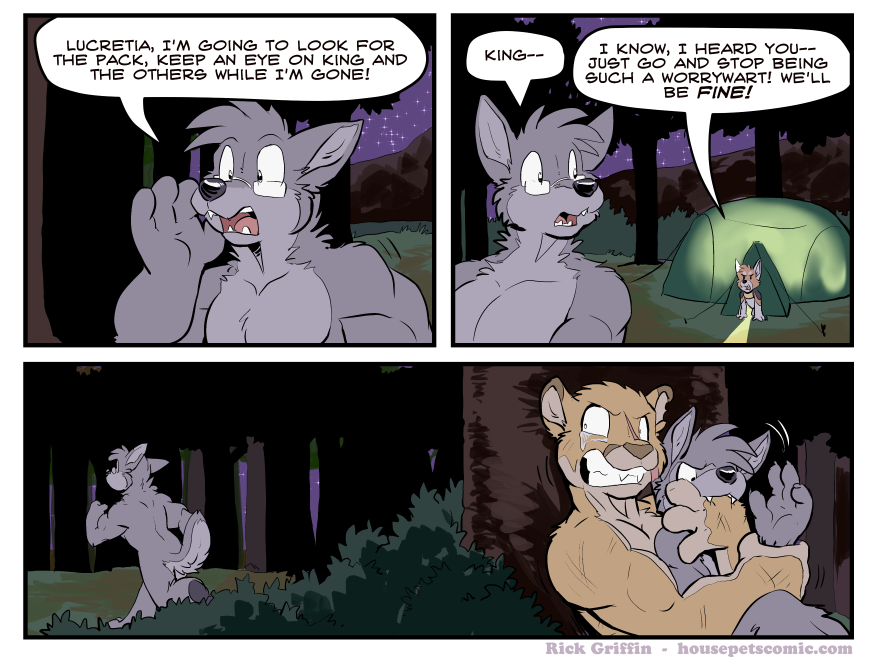 LUCRETIA, I'M GOING TO LOOK FOR
THE PACK, KEEP AN EYE ON KING AND
THE OTHERS WHILE I'M GONE!
KING--
I KNOW, I HEARD YOU--
JUST GO AND STOP BEING
SUCH A WORRYWART! WE'LL
BE FINE!
Rick Griffin - housepetscomic.com